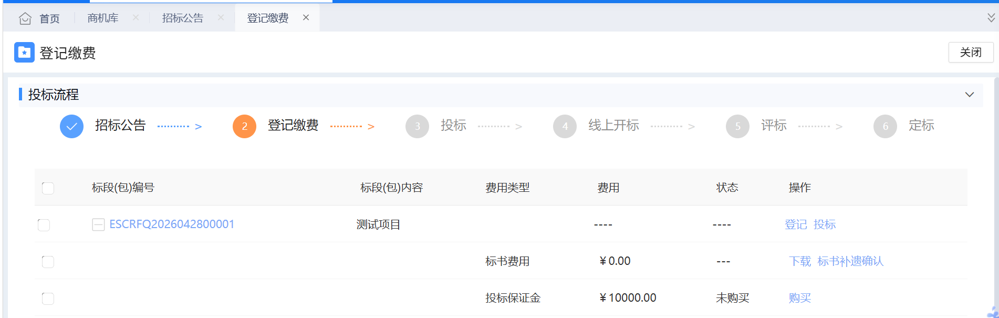 首页 商机库 × 招标公告 × 登记缴费 ×
登记缴费 关闭
投标流程
招标公告 > 2 登记缴费 > 3 投标 > 4 线上开标 > 5 评标 > 6 定标
标段(包)编号 标段(包)内容 费用类型 费用 状态 操作
ESCRFQ2026042800001 测试项目 ---- ---- 登记 投标
标书费用 ¥0.00 --- 下载 标书补遗确认
投标保证金 ¥10000.00 未购买 购买